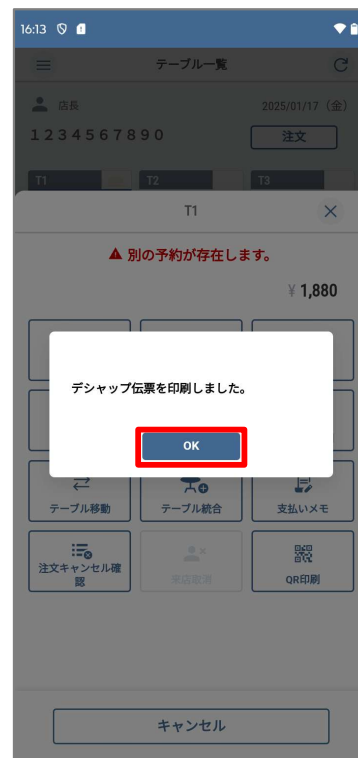 16:13
テーブル一覧
店長
2025/01/17（金）
1234567890
注文
T1
T2
T3
T1
別の予約が存在します。
¥ 1,880
デシャップ伝票を印刷しました。
OK
テーブル移動
テーブル統合
支払いメモ
注文キャンセル確
認
来店取消
QR印刷
キャンセル